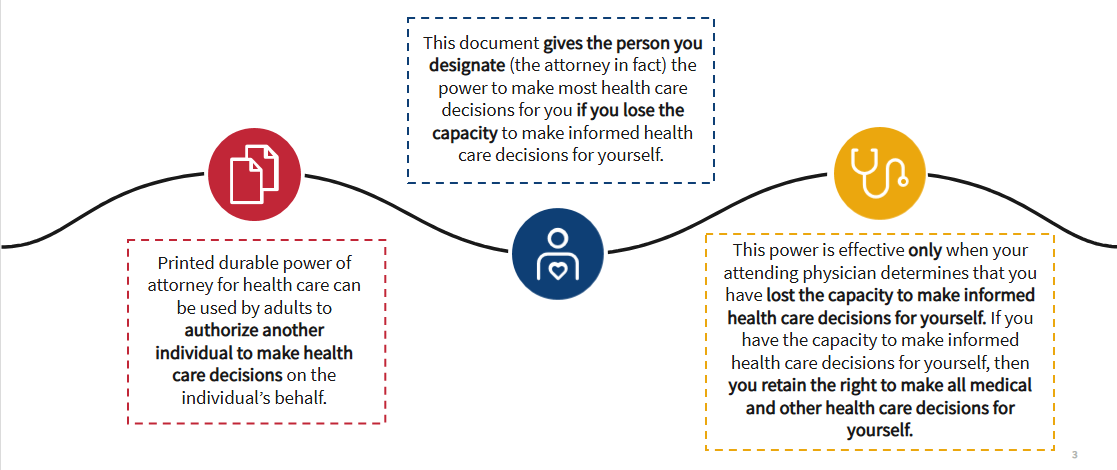 Printed durable power of
attorney for health care can
be used by adults to
authorize another
individual to make health
care decisions on the
individual's behalf.
This document gives the person you
designate (the attorney in fact) the
power to make most health care
decisions for you if you lose the
capacity to make informed health
care decisions for yourself.
This power is effective only when your
attending physician determines that you
have lost the capacity to make informed
health care decisions for yourself. If you
have the capacity to make informed
health care decisions for yourself, then
you retain the right to make all medical
and other health care decisions for
yourself.
3